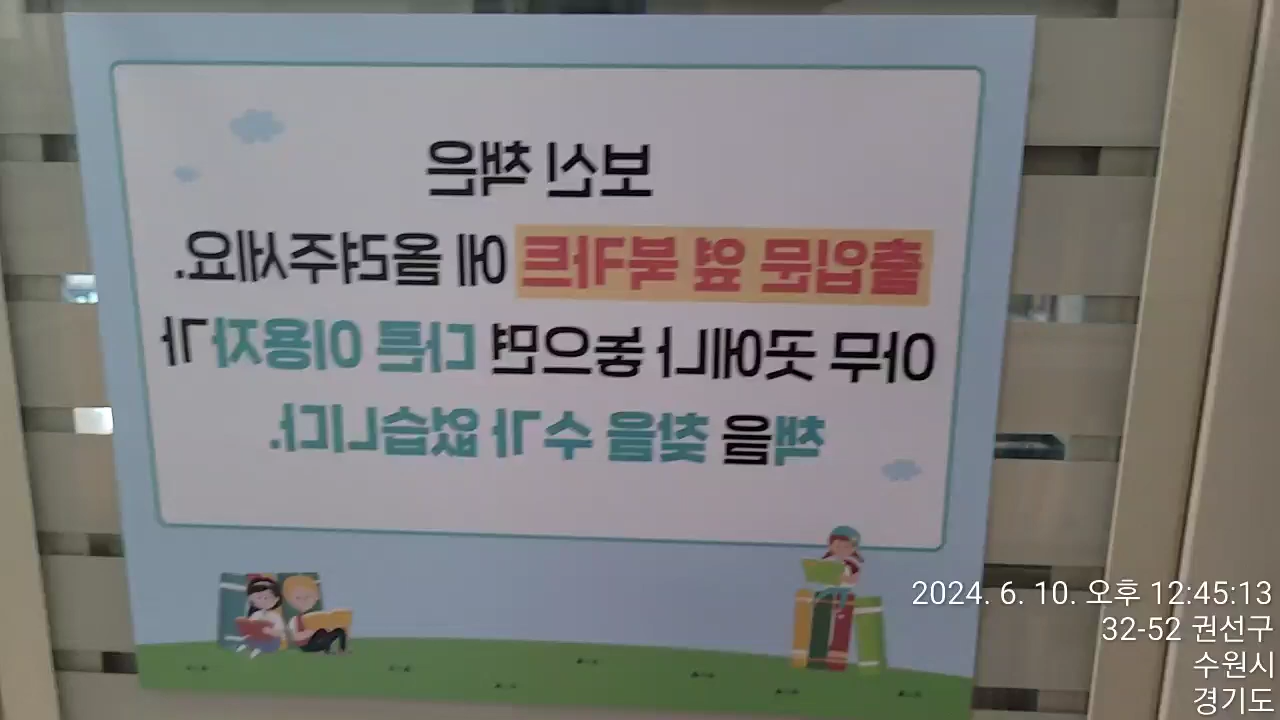 보신 책은
출입문 옆 북카트 에 올려주세요.
아무 곳에나 놓으면 다른 이용자가
책을 찾을 수가 없습니다.
2024. 6. 10. 오후 12:45:13
32-52 권선구
수원시
경기도